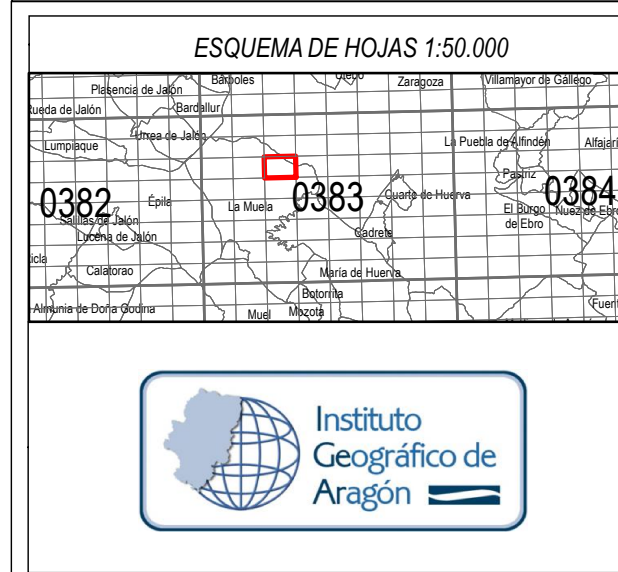 ESQUEMA DE HOJAS 1:50.000
Bárboles
Utebo
Zaragoza
Villamayor de Gállego
Plasencia de Jalón
Rueda de Jalón
Bardallur
Urrea de Jalón
Lumpiaque
La Puebla de Alfindén
Alfajarí
Pastriz
0382
Épila
La Muela
0383
Cuarte de Huerva
0384
Salillas de Jalón
El Burgo
de Ebro
Nuez de Ebro
Lucena de Jalón
Cadrete
icla
Calatorao
María de Huerva
Botorrita
Almunia de Doña Godina
Muel
Mozota
Fuent
Instituto
Geográfico de
Aragón